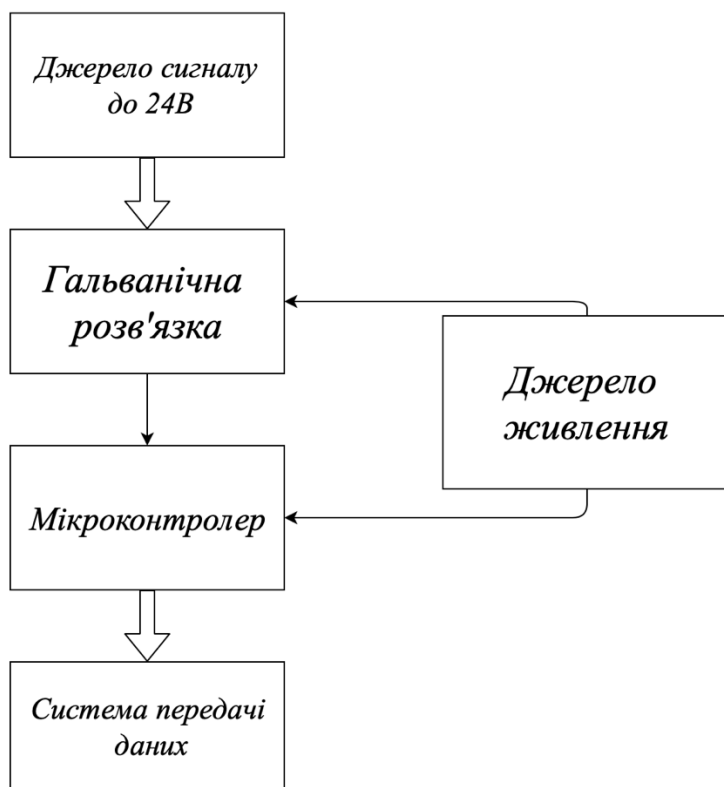 Джерело сигналу
до 24В
Гальванічна
розв'язка
Джерело
живлення
Мікроконтролер
Система передачі
даних